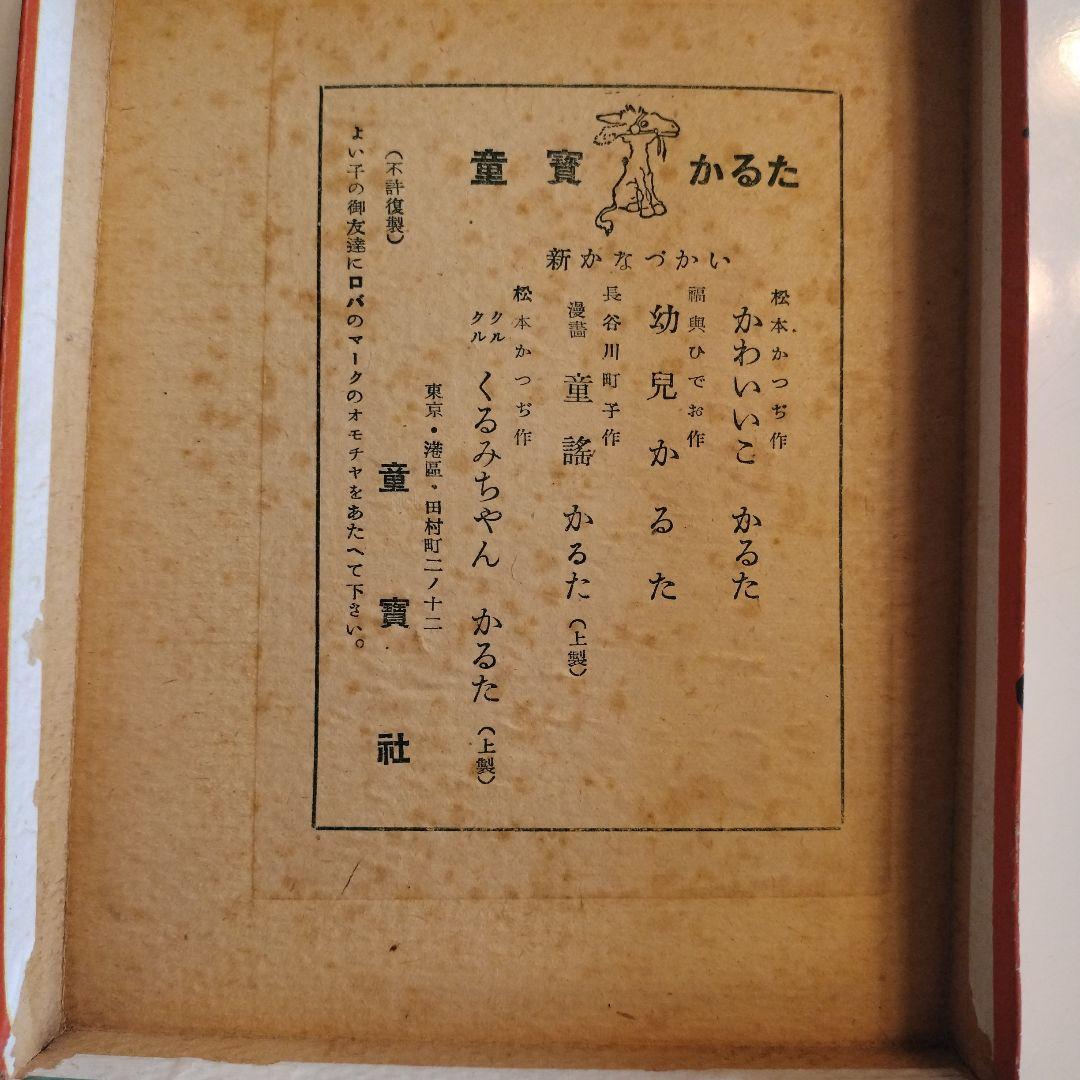 童寶かるた
新かなづかい
松本かつぢ作
かわいいこ かるた
福與ひでお作
幼兒かるた
長谷川町子作
漫畵 童謠 かるた（上製）
松本かつぢ作
クルクル くるみちやん かるた（上製）
東京・港區・田村町二ノ十二
童寶社
（不許復製）
よい子の御友達にロバのマークのオモチヤをあたへて下さい。